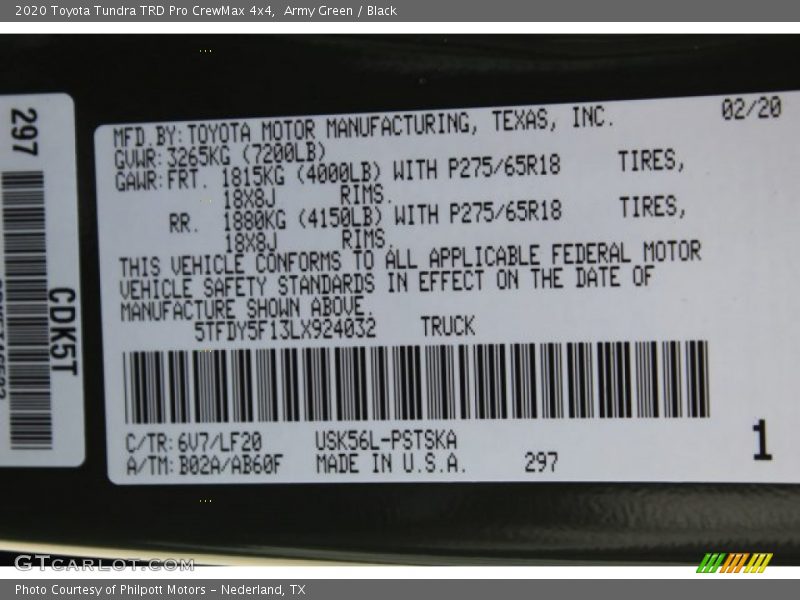 2020 Toyota Tundra TRD Pro CrewMax 4x4,  Army Green / Black
297
CDK5T
MFD.BY:TOYOTA MOTOR MANUFACTURING, TEXAS, INC. 02/20
GVWR:3265KG (7200LB)
GAWR:FRT. 1815KG (4000LB) WITH P275/65R18 TIRES,
18X8J RIMS.
RR. 1880KG (4150LB) WITH P275/65R18 TIRES,
18X8J RIMS.
THIS VEHICLE CONFORMS TO ALL APPLICABLE FEDERAL MOTOR
VEHICLE SAFETY STANDARDS IN EFFECT ON THE DATE OF
MANUFACTURE SHOWN ABOVE.
5TFDY5F13LX924032 TRUCK
C/TR:6V7/LF20 USK56L-PSTSKA
A/TM:B02A/AB60F MADE IN U.S.A. 297
1
GTCARLOT.COM
Photo Courtesy of Philpott Motors - Nederland, TX